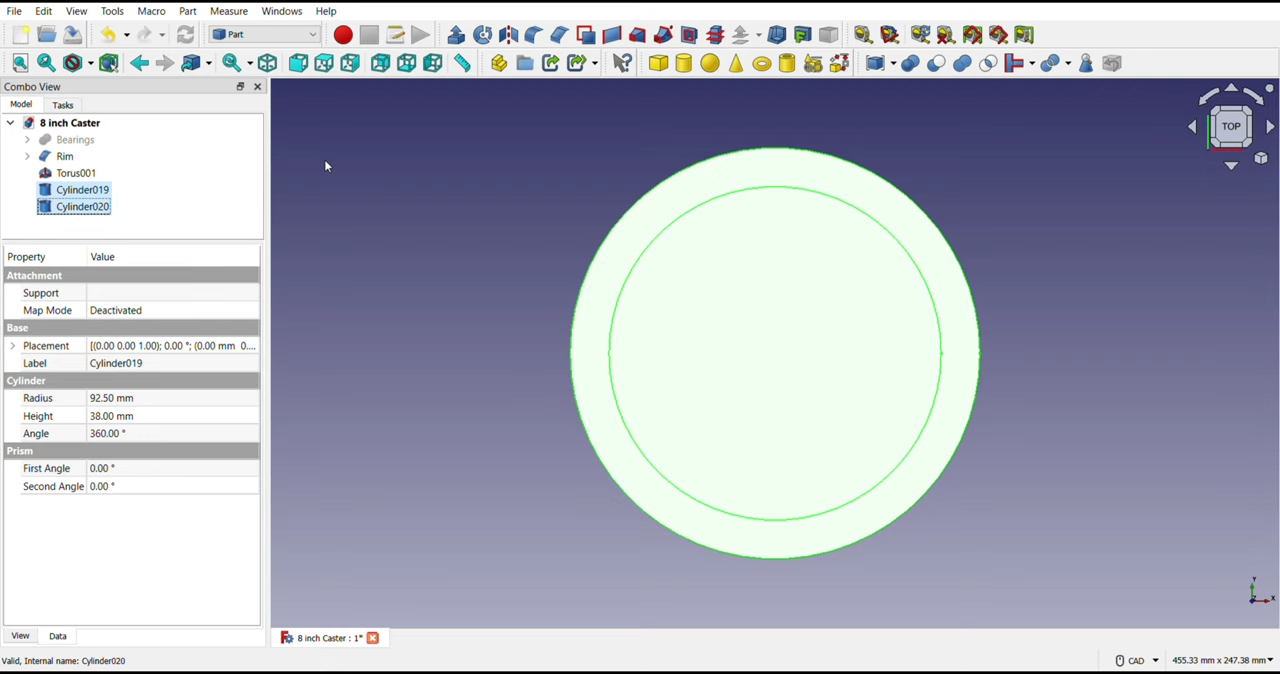 File Edit View Tools Macro Part Measure Windows Help
Part
Combo View
Model Tasks
8 inch Caster
Bearings
Rim
Torus001
Cylinder019
Cylinder020
TOP
Property Value
Attachment
Support
Map Mode Deactivated
Base
Placement [(0.00 0.00 1.00); 0.00 °; (0.00 mm 0....
Label Cylinder019
Cylinder
Radius 92.50 mm
Height 38.00 mm
Angle 360.00 °
Prism
First Angle 0.00 °
Second Angle 0.00 °
Y
Z X
View Data
8 inch Caster : 1*
Valid, Internal name: Cylinder020
CAD
455.33 mm x 247.38 mm